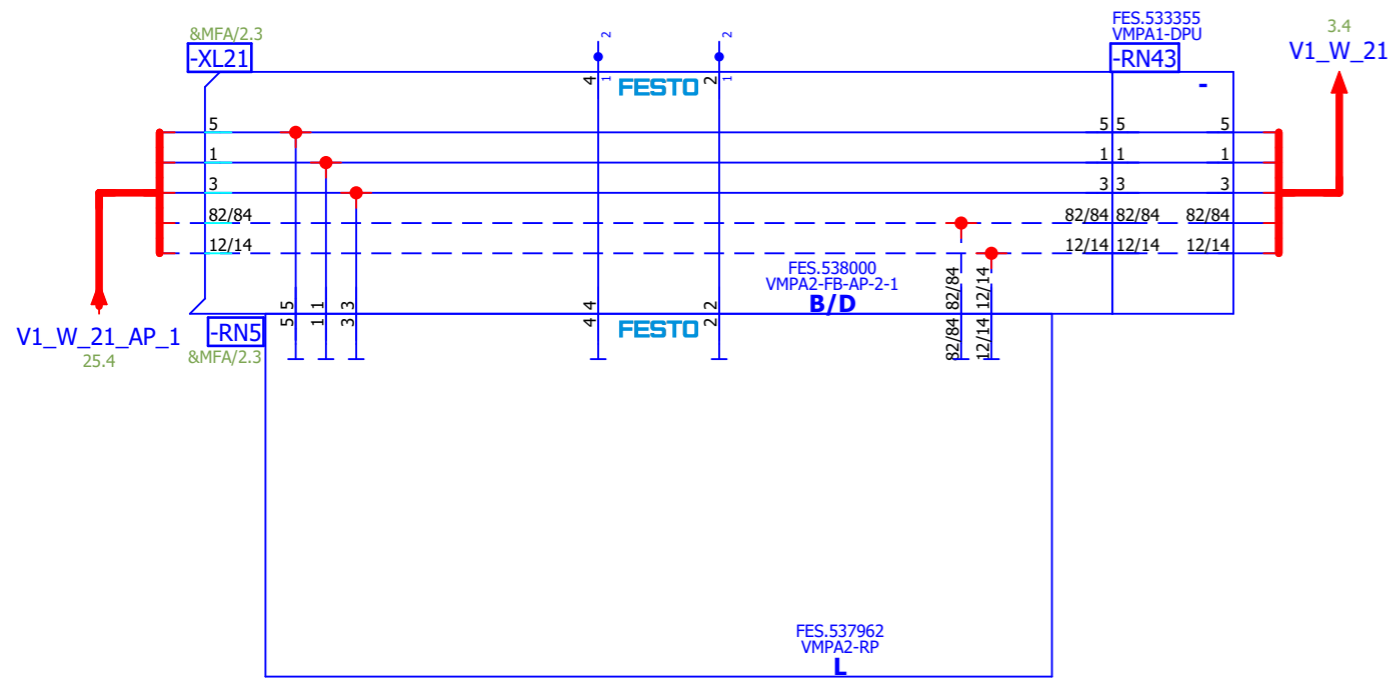 &MFA/2.3
-XL21
2
2
FES.533355
VMPA1-DPU
-RN43
3.4
V1_W_21
4
1
FESTO
2
1
-
5
5
5
5
1
1
1
1
3
3
3
3
82/84
82/84
82/84
82/84
12/14
12/14
12/14
12/14
FES.538000
VMPA2-FB-AP-2-1
B/D
5
1
3
4
2
82/84
12/14
V1_W_21_AP_1
25.4
-RN5
&MFA/2.3
5
1
3
4
FESTO
2
82/84
12/14
FES.537962
VMPA2-RP
L